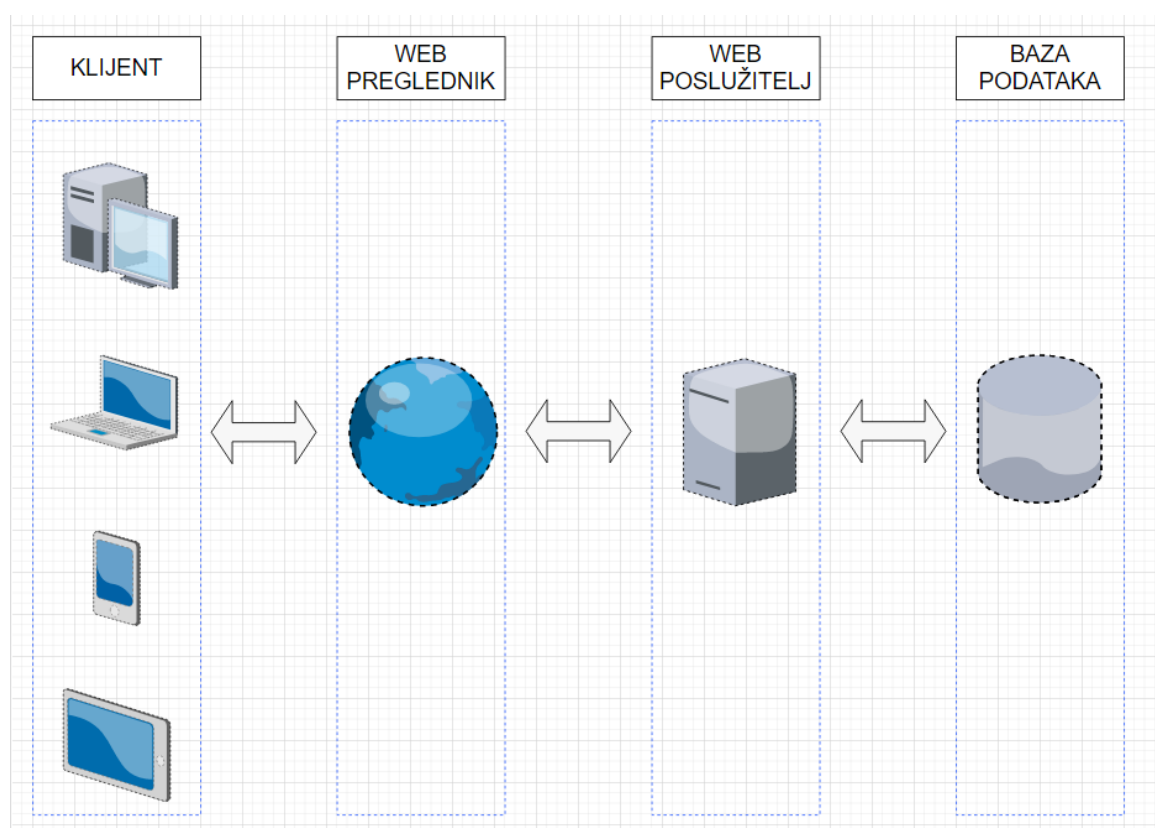 KLIJENT
WEB
PREGLEDNIK
WEB
POSLUŽITELJ
BAZA
PODATAKA